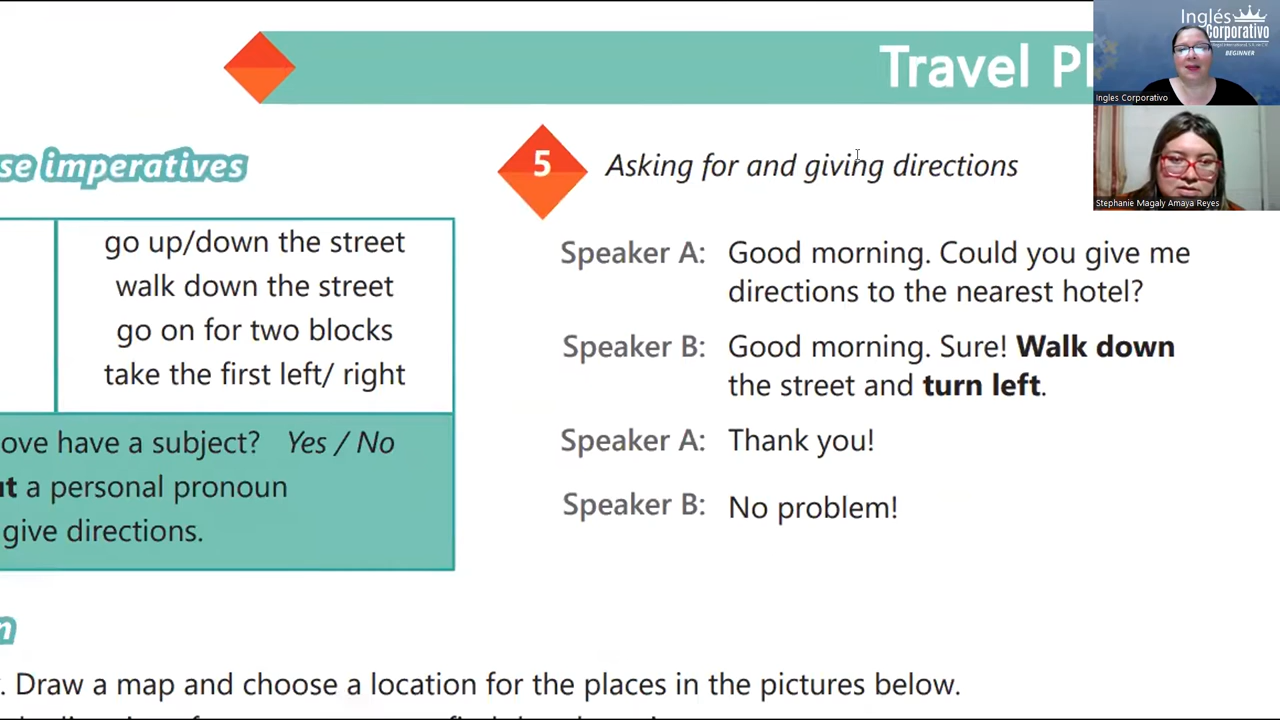 Travel Pl
se imperatives
go up/down the street
walk down the street
go on for two blocks
take the first left/ right
ove have a subject? Yes / No
ut a personal pronoun
give directions.
5 Asking for and giving directions
Speaker A: Good morning. Could you give me
directions to the nearest hotel?
Speaker B: Good morning. Sure! Walk down
the street and turn left.
Speaker A: Thank you!
Speaker B: No problem!
n
. Draw a map and choose a location for the places in the pictures below.
Inglés
Corporativo
BEGINNER
Ingles Corporativo
Stephanie Magaly Amaya Reyes